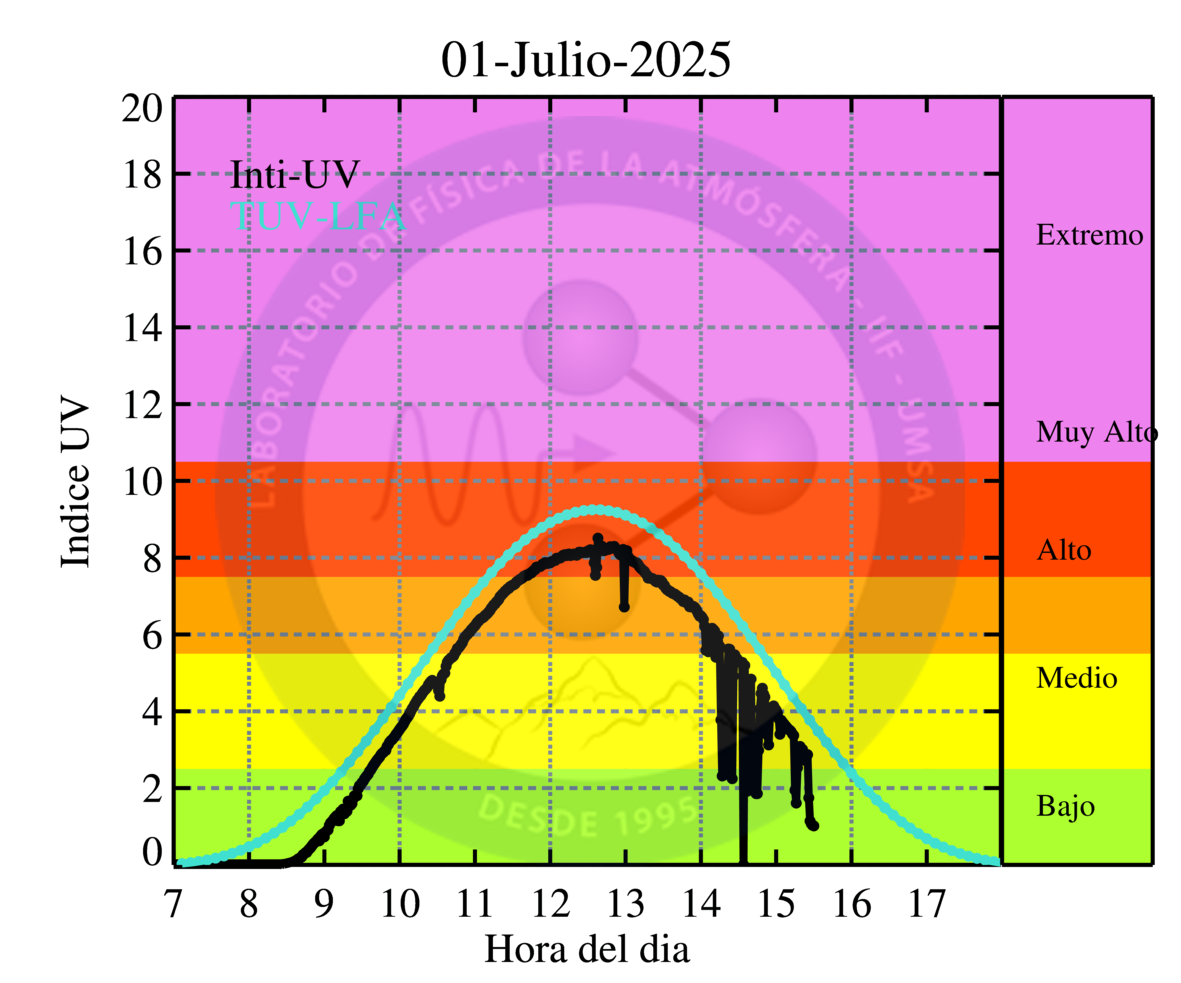 01-Julio-2025
20
18
16
14
12
10
8
6
4
2
0
Indice UV
Inti-UV
TUV-LFA
LABORATORIO DE FÍSICA DE LA ATMÓSFERA - IIF - UMSA
DESDE 1995
Extremo
Muy Alto
Alto
Medio
Bajo
7 8 9 10 11 12 13 14 15 16 17
Hora del dia